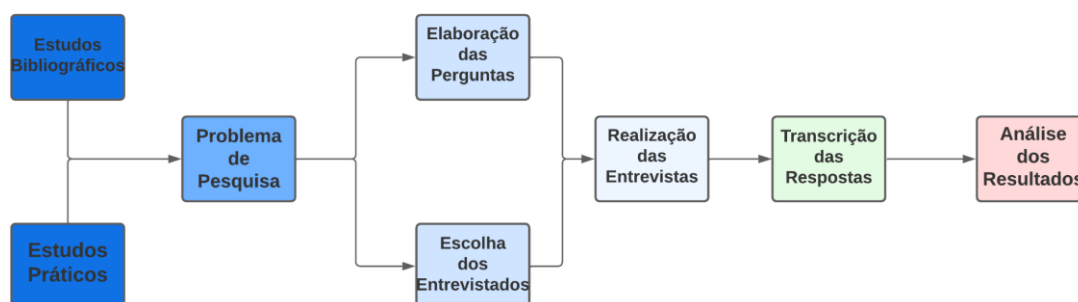 Estudos
Bibliográficos
Estudos
Práticos
Problema
de
Pesquisa
Elaboração
das
Perguntas
Escolha
dos
Entrevistados
Realização
das
Entrevistas
Transcrição
das
Respostas
Análise
dos
Resultados